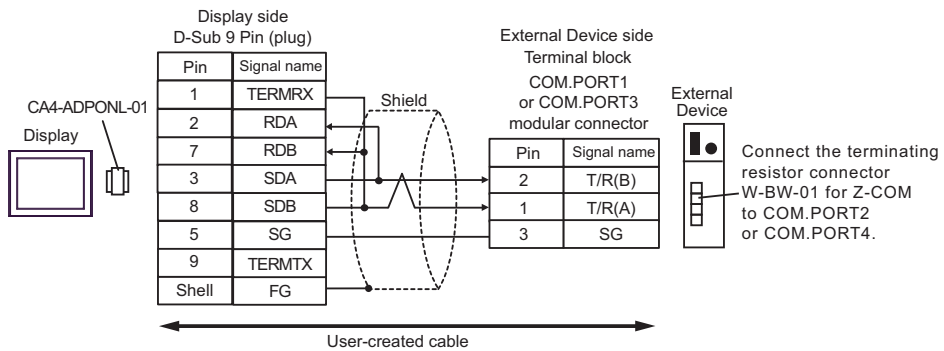 Display side
D-Sub 9 Pin (plug)
Pin Signal name
1 TERMRX
2 RDA
7 RDB
3 SDA
8 SDB
5 SG
9 TERMTX
Shell FG
CA4-ADPONL-01
Display
Shield
External Device side
Terminal block
COM.PORT1
or COM.PORT3
modular connector
Pin Signal name
2 T/R(B)
1 T/R(A)
3 SG
External
Device
Connect the terminating
resistor connector
W-BW-01 for Z-COM
to COM.PORT2
or COM.PORT4.
User-created cable